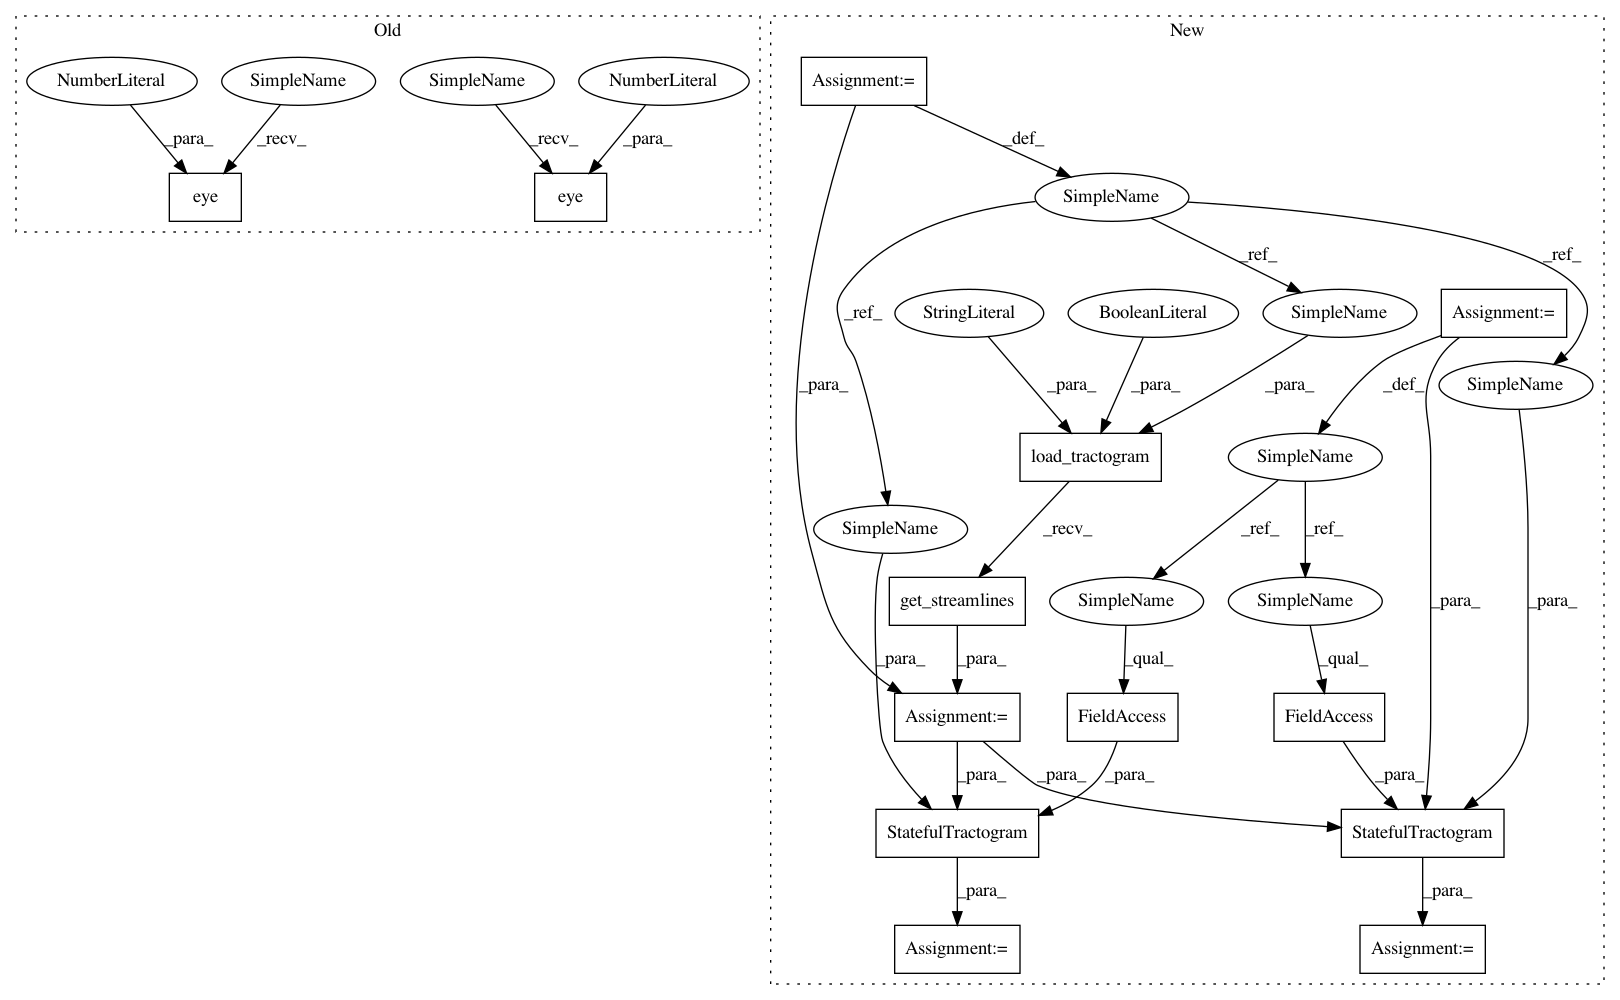 Old
New
NumberLiteral
SimpleName
SimpleName
NumberLiteral
Assignment:=
_para_
_recv_
_recv_
_para_
_def_
eye
eye
SimpleName
_ref_
_ref_
_ref_
StringLiteral
BooleanLiteral
SimpleName
Assignment:=
_para_
_para_
_para_
_para_
_def_
SimpleName
load_tractogram
SimpleName
SimpleName
_recv_
_ref_
_ref_
get_streamlines
SimpleName
SimpleName
_para_
_para_
_para_
_para_
_qual_
_qual_
Assignment:=
FieldAccess
FieldAccess
_para_
_para_
_para_
_para_
StatefulTractogram
StatefulTractogram
_para_
_para_
Assignment:=
Assignment:=